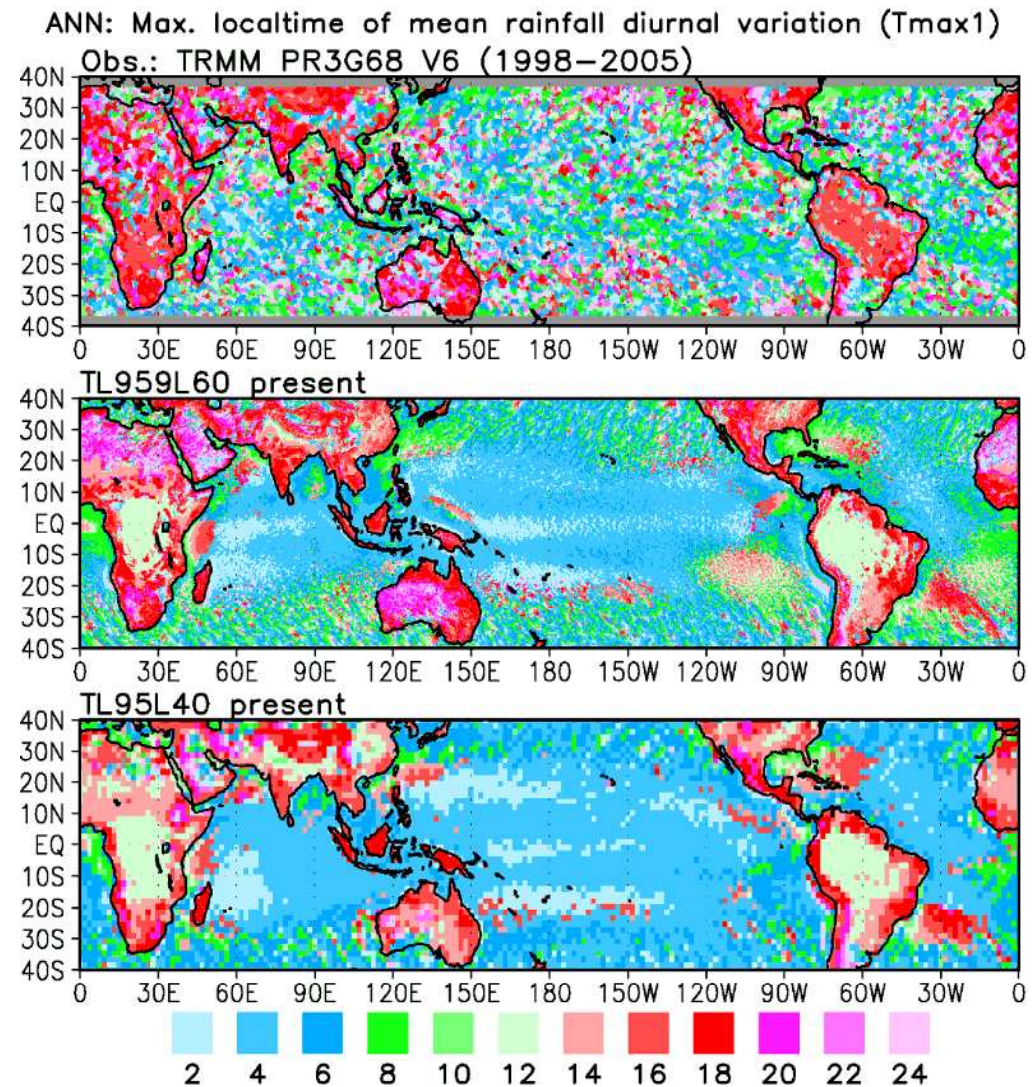 ANN: Max. localtime of mean rainfall diurnal variation (Tmax1)
Obs.: TRMM PR3G68 V6 (1998−2005)
40N
30N
20N
10N
EQ
10S
20S
30S
40S
0 30E 60E 90E 120E 150E 180 150W 120W 90W 60W 30W 0
TL959L60 present
40N
30N
20N
10N
EQ
10S
20S
30S
40S
0 30E 60E 90E 120E 150E 180 150W 120W 90W 60W 30W 0
TL95L40 present
40N
30N
20N
10N
EQ
10S
20S
30S
40S
0 30E 60E 90E 120E 150E 180 150W 120W 90W 60W 30W 0
2 4 6 8 10 12 14 16 18 20 22 24